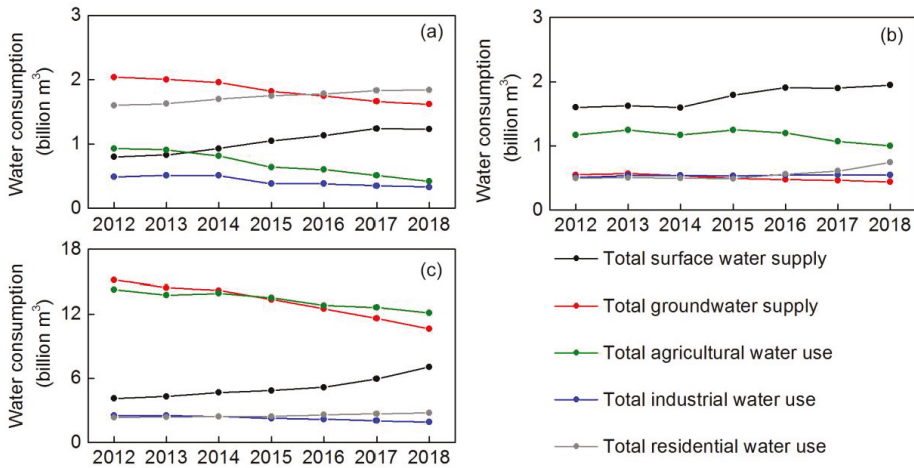 3
2
1
0
Water consumption
(billion m³)
(a)
2012 2013 2014 2015 2016 2017 2018
3
2
1
0
Water consumption
(billion m³)
(b)
2012 2013 2014 2015 2016 2017 2018
18
12
6
0
Water consumption
(billion m³)
(c)
2012 2013 2014 2015 2016 2017 2018
Total surface water supply
Total groundwater supply
Total agricultural water use
Total industrial water use
Total residential water use